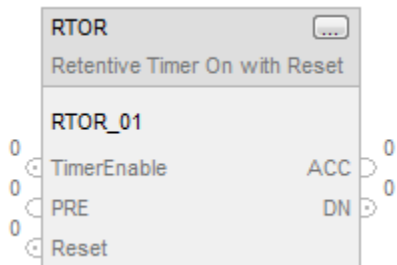 RTOR ...
Retentive Timer On with Reset
RTOR_01
0 0
TimerEnable ACC
0 0
PRE DN
0
Reset